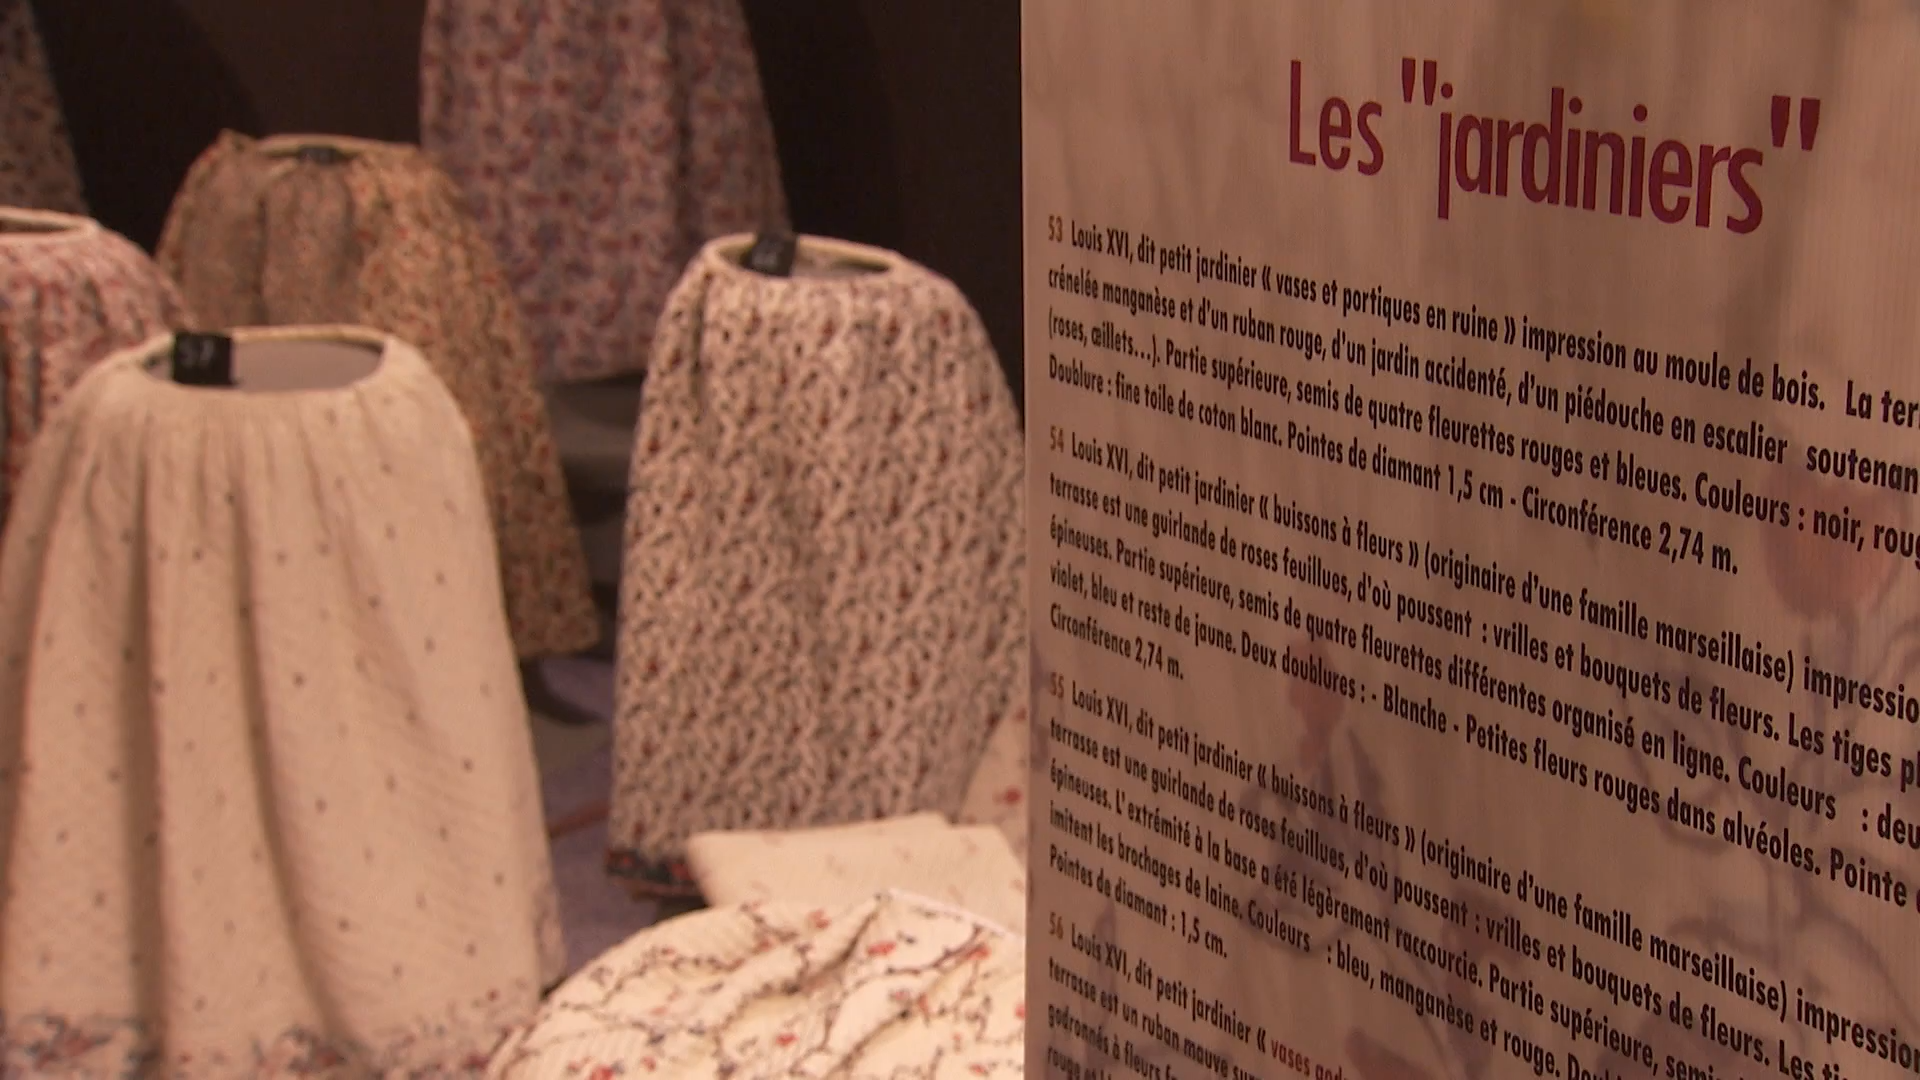 Les "jardiniers"
53 Louis XVI, dit petit jardinier « vases et portiques en ruine » impression au moule de bois. La
crénelée manganèse et d'un ruban rouge, d'un jardin accidenté, d'un piédouche en escalier
(roses, œillets...). Partie supérieure, semis de quatre fleurettes rouges et bleues. Couleurs : noir,
Doublure : fine toile de coton blanc. Pointes de diamant 1,5 cm - Circonférence 2,74 m.
54 Louis XVI, dit petit jardinier « buissons à fleurs » (originaire d'une famille marseillaise)
terrasse est une guirlande de roses feuillues, d'où poussent : vrilles et bouquets de fleurs. Les tiges
épineuses. Partie supérieure, semis de quatre fleurettes différentes organisé en ligne. Couleurs :
violet, bleu et reste de jaune. Deux doublures : - Blanche - Petites fleurs rouges dans alvéoles. Pointe
Circonférence 2,74 m.
55 Louis XVI, dit petit jardinier « buissons à fleurs » (originaire d'une famille marseillaise)
terrasse est une guirlande de roses feuillues, d'où poussent : vrilles et bouquets de fleurs. Les
épineuses. L'extrémité à la base a été légèrement raccourcie. Partie supérieure,
imitent les brochages de laine. Couleurs : bleu, manganèse et rouge.
Pointes de diamant : 1,5 cm.
56 Louis XVI, dit petit jardinier « vases
terrasse est un ruban mauve
godronnés à fleurs
rouge
57